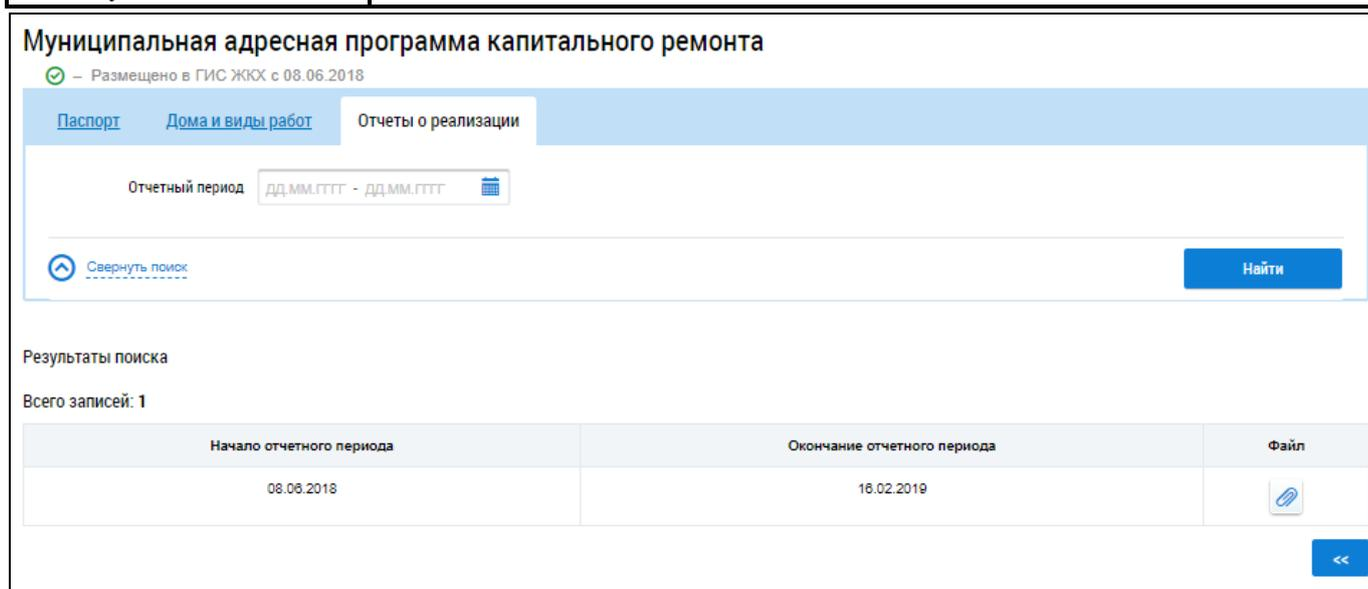 Муниципальная адресная программа капитального ремонта
– Размещено в ГИС ЖКХ с 08.06.2018
Паспорт Дома и виды работ Отчеты о реализации
Отчетный период дд.мм.гггг - дд.мм.гггг
Свернуть поиск Найти
Результаты поиска
Всего записей: 1
Начало отчетного периода Окончание отчетного периода Файл
08.06.2018 16.02.2019
<<